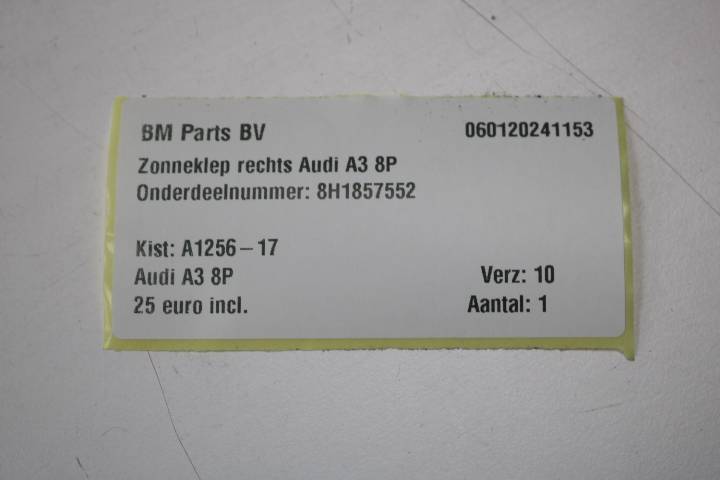 BM Parts BV 060120241153
Zonneklep rechts Audi A3 8P
Onderdeelnummer: 8H1857552
Kist: A1256-17
Audi A3 8P Verz: 10
25 euro incl. Aantal: 1